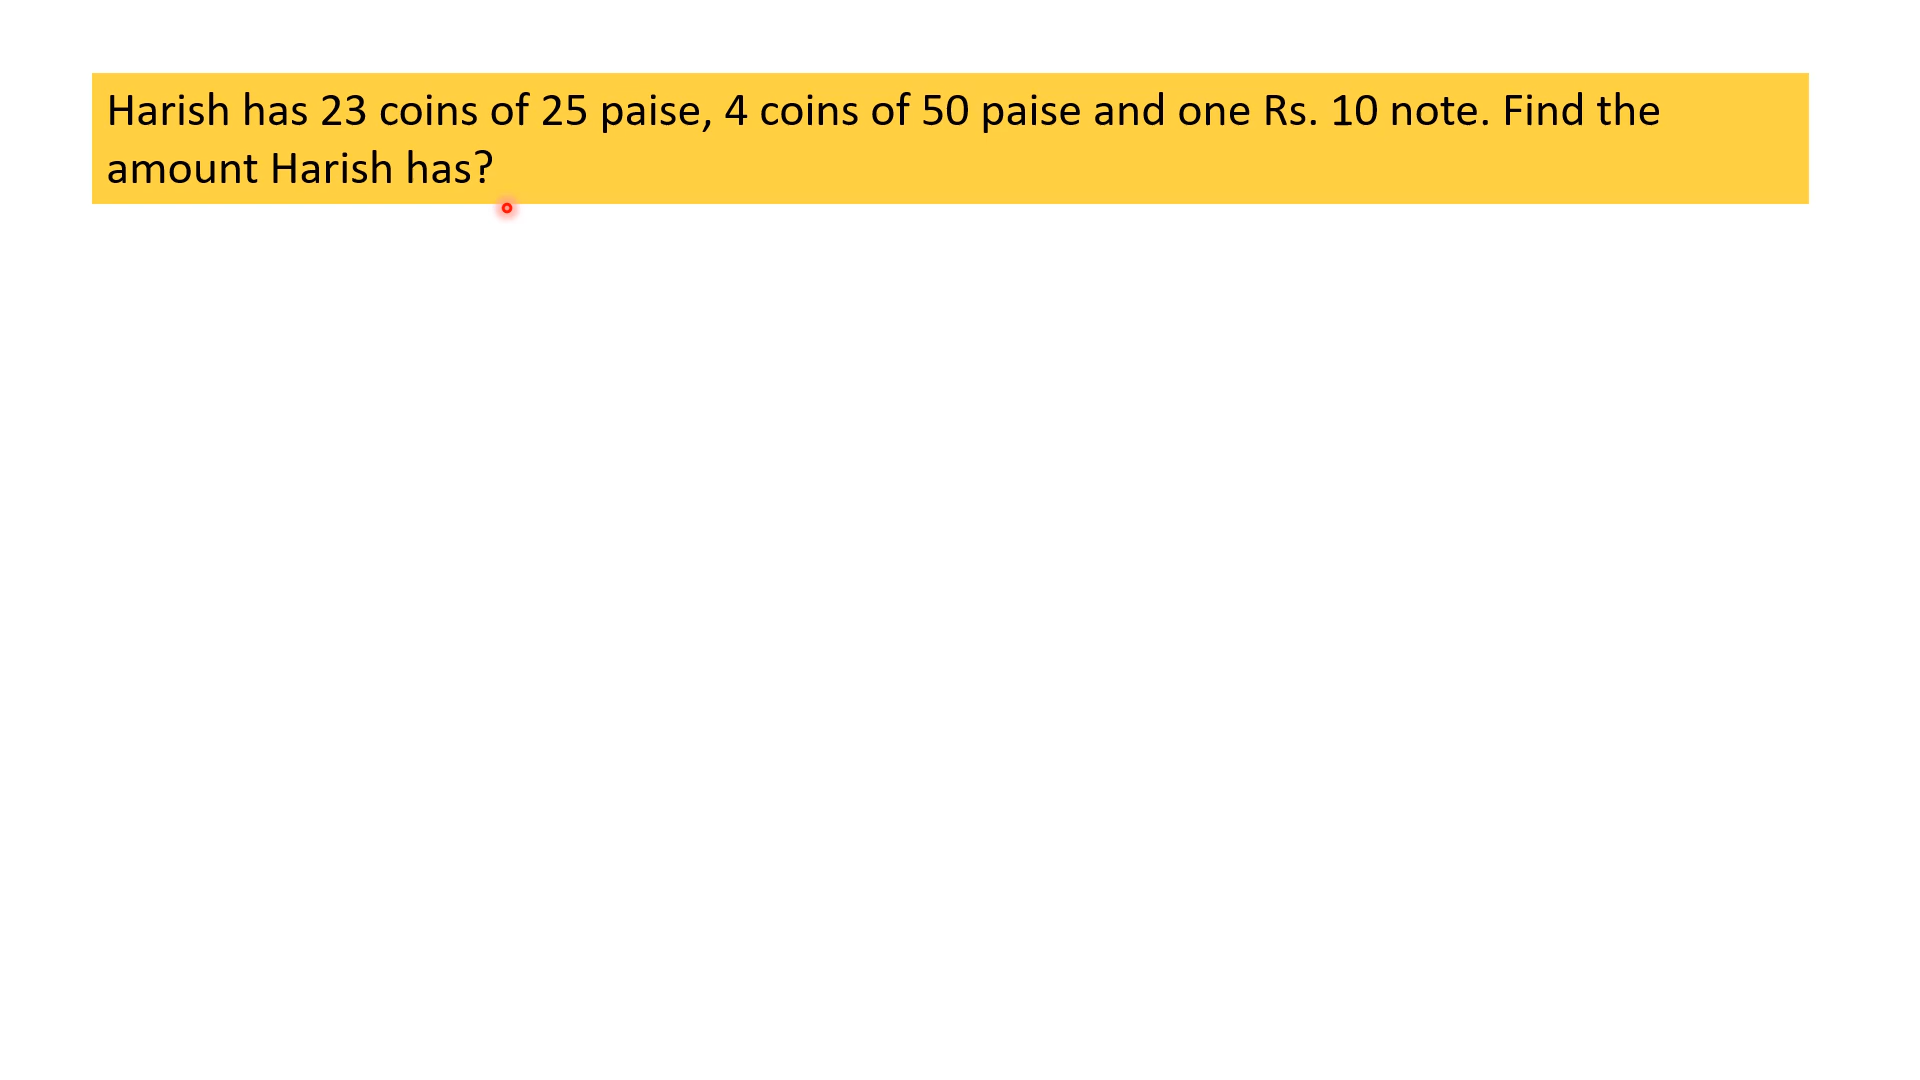 Harish has 23 coins of 25 paise, 4 coins of 50 paise and one Rs. 10 note. Find the
amount Harish has?